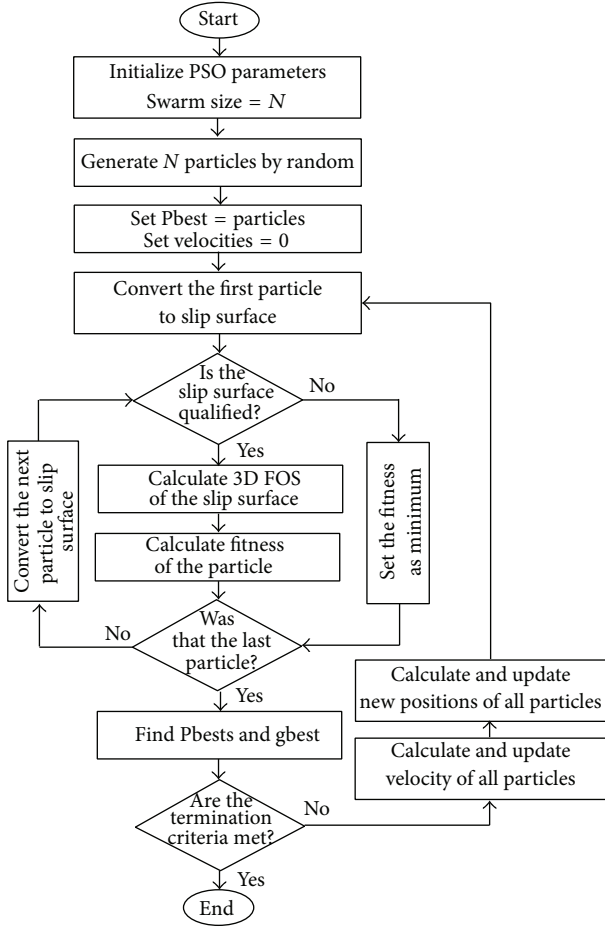 Start
Initialize PSO parameters
Swarm size = N
Generate N particles by random
Set Pbest = particles
Set velocities = 0
Convert the first particle
to slip surface
Is the
slip surface
qualified?
No
Yes
Convert the next
particle to slip
surface
Calculate 3D FOS
of the slip surface
Set the fitness
as minimum
Calculate fitness
of the particle
Was
that the last
particle?
No
Yes
Find Pbests and gbest
Calculate and update
new positions of all particles
Calculate and update
velocity of all particles
Are the
termination
criteria met?
No
Yes
End